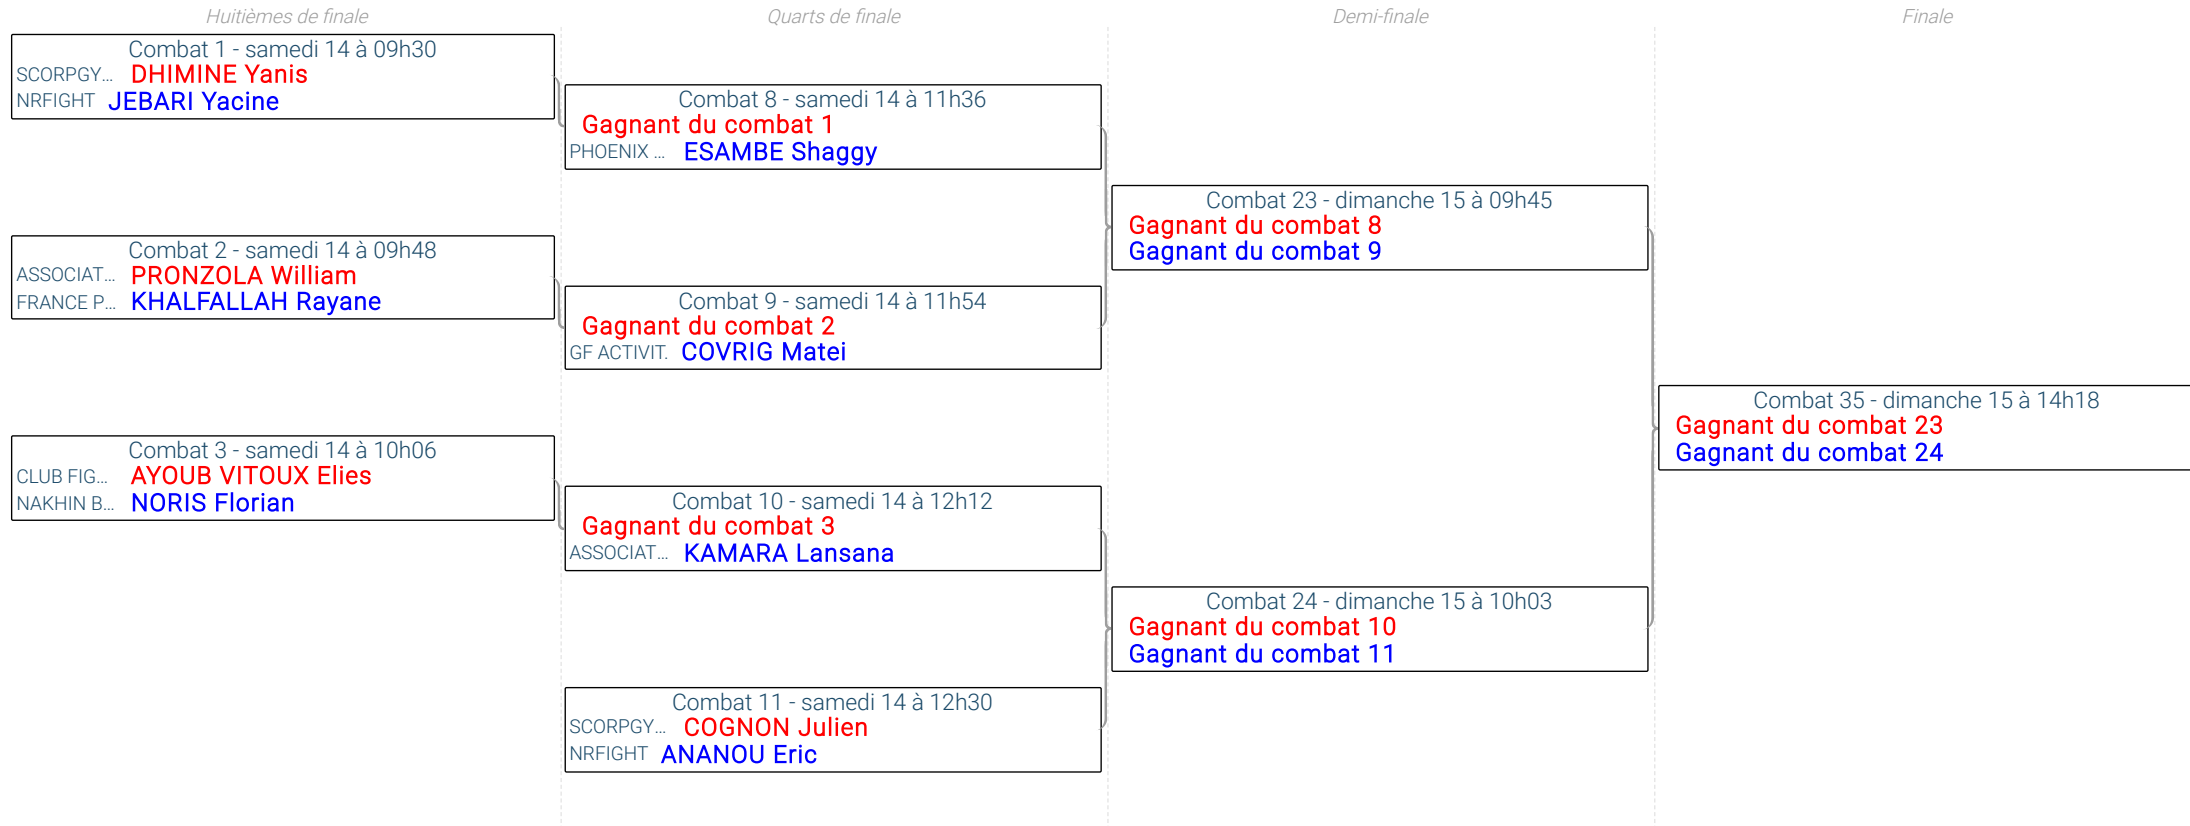 Huitièmes de finale
Quarts de finale
Demi-finale
Finale
Combat 1 - samedi 14 à 09h30
SCORPGY... DHIMINE Yanis
NRFIGHT JEBARI Yacine
Combat 2 - samedi 14 à 09h48
ASSOCIAT... PRONZOLA William
FRANCE P... KHALFALLAH Rayane
Combat 3 - samedi 14 à 10h06
CLUB FIG... AYOUB VITOUX Elies
NAKHIN B... NORIS Florian
Combat 8 - samedi 14 à 11h36
Gagnant du combat 1
PHOENIX ... ESAMBE Shaggy
Combat 9 - samedi 14 à 11h54
Gagnant du combat 2
GF ACTIVIT. COVRIG Matei
Combat 10 - samedi 14 à 12h12
Gagnant du combat 3
ASSOCIAT... KAMARA Lansana
Combat 11 - samedi 14 à 12h30
SCORPGY... COGNON Julien
NRFIGHT ANANOU Eric
Combat 23 - dimanche 15 à 09h45
Gagnant du combat 8
Gagnant du combat 9
Combat 24 - dimanche 15 à 10h03
Gagnant du combat 10
Gagnant du combat 11
Combat 35 - dimanche 15 à 14h18
Gagnant du combat 23
Gagnant du combat 24